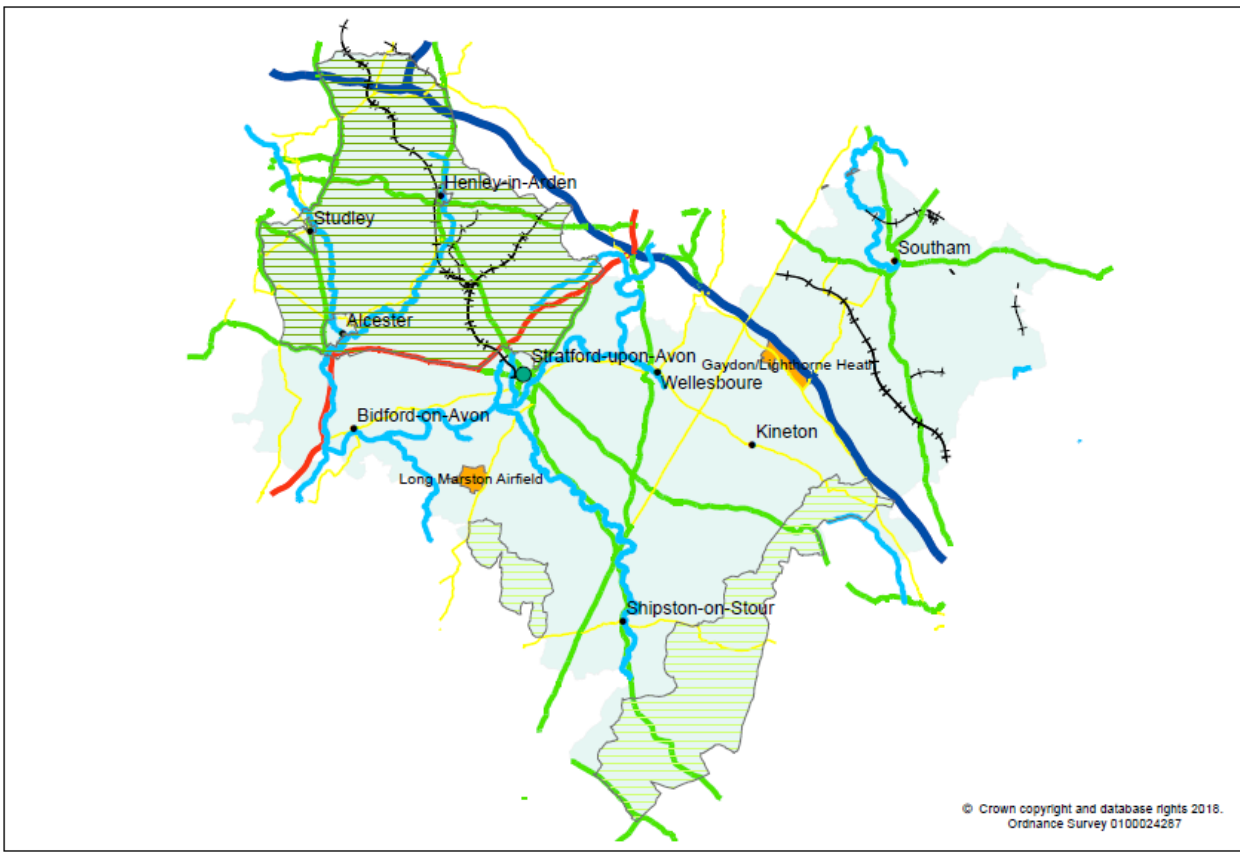 Henley-in-Arden
Studley
Southam
Alcester
Stratford-upon-Avon
Gaydon/Lighthorne Heath
Wellesboure
Bidford-on-Avon
Kineton
Long Marston Airfield
Shipston-on-Stour
© Crown copyright and database rights 2018.
Ordnance Survey 0100024287